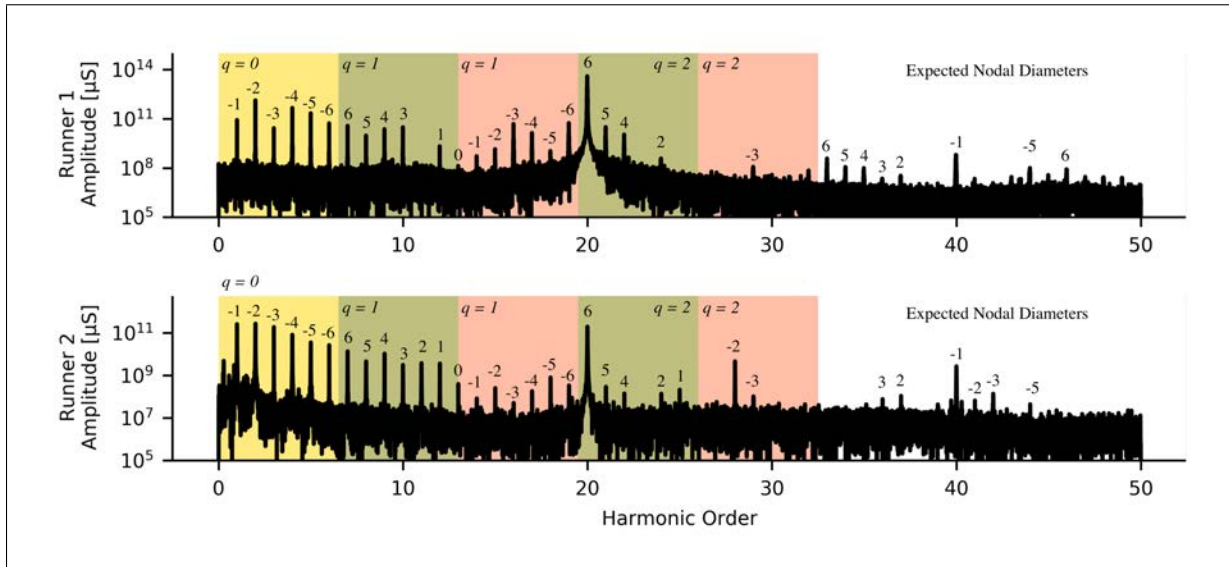 q = 0 q = 1 q = 1 q = 2 q = 2
Expected Nodal Diameters
Runner 1
Amplitude [µS]
10¹⁴
10¹¹
10⁸
10⁵
-1 -2 -3 -4 -5 -6 6 5 4 3 1 0 -1 -2 -3 -4 -5 -6 6 5 4 2 -3 6 5 4 3 2 -1 -5 6
0 10 20 30 40 50
q = 0
q = 1 q = 1 q = 2 q = 2
Expected Nodal Diameters
Runner 2
Amplitude [µS]
10¹¹
10⁹
10⁷
10⁵
-1 -2 -3 -4 -5 -6 6 5 4 3 2 1 0 -1 -2 -3 -4 -5 -6 6 5 4 2 1 -2 -3 3 2 -1 -2 -3 -5
0 10 20 30 40 50
Harmonic Order